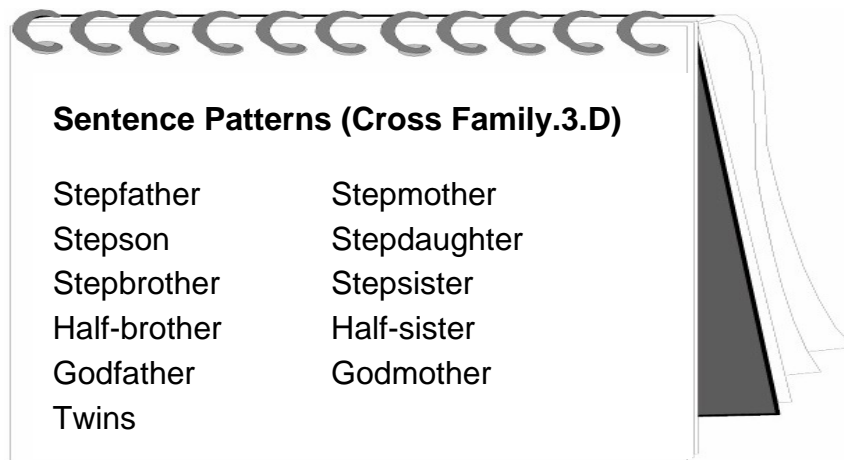 Sentence Patterns (Cross Family.3.D)
Stepfather Stepmother
Stepson Stepdaughter
Stepbrother Stepsister
Half-brother Half-sister
Godfather Godmother
Twins